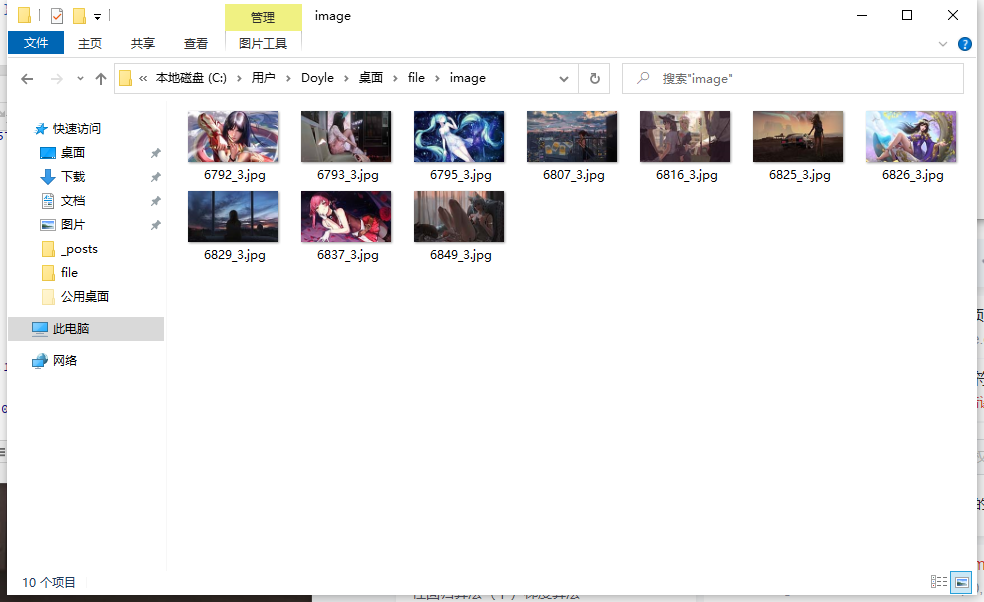 管理
image
文件
主页
共享
查看
图片工具
« 本地磁盘 (C:) › 用户 › Doyle › 桌面 › file › image
搜索"image"
快速访问
桌面
下载
文档
图片
_posts
file
公用桌面
此电脑
网络
6792_3.jpg
6793_3.jpg
6795_3.jpg
6807_3.jpg
6816_3.jpg
6825_3.jpg
6826_3.jpg
6829_3.jpg
6837_3.jpg
6849_3.jpg
10 个项目